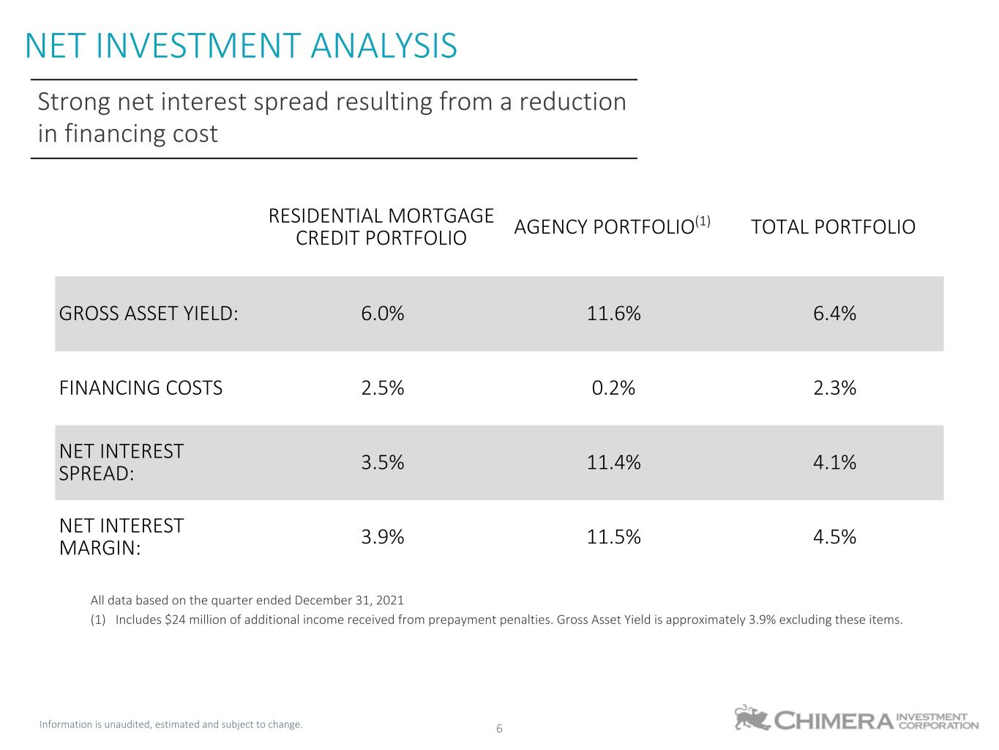 NET INVESTMENT ANALYSIS
Strong net interest spread resulting from a reduction
in financing cost
RESIDENTIAL MORTGAGE
CREDIT PORTFOLIO
AGENCY PORTFOLIO(1)
TOTAL PORTFOLIO
GROSS ASSET YIELD: 6.0% 11.6% 6.4%
FINANCING COSTS 2.5% 0.2% 2.3%
NET INTEREST
SPREAD: 3.5% 11.4% 4.1%
NET INTEREST
MARGIN: 3.9% 11.5% 4.5%
All data based on the quarter ended December 31, 2021
(1) Includes $24 million of additional income received from prepayment penalties. Gross Asset Yield is approximately 3.9% excluding these items.
Information is unaudited, estimated and subject to change.
6
CHIMERA INVESTMENT
CORPORATION